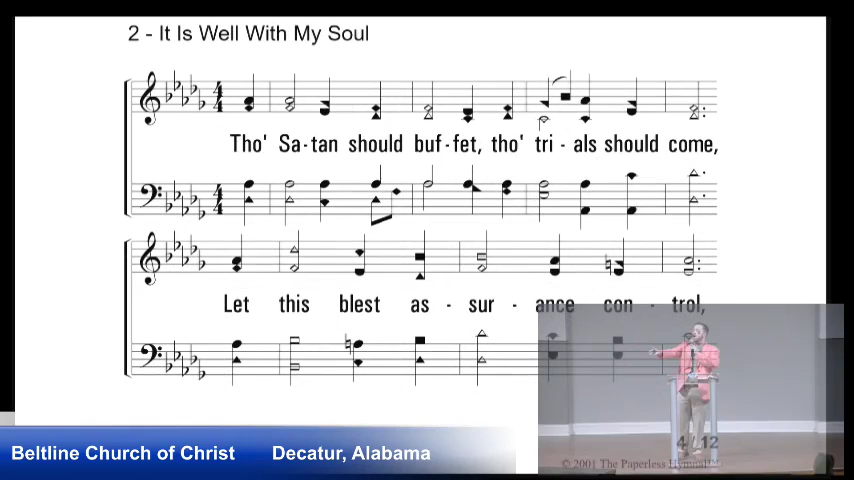 2 - It Is Well With My Soul
Tho' Sa-tan should buf-fet, tho' tri - als should come,
Let this blest as - sur - ance con - trol,
4 / 12
Beltline Church of Christ Decatur, Alabama
© 2001 The Paperless Hymnal™